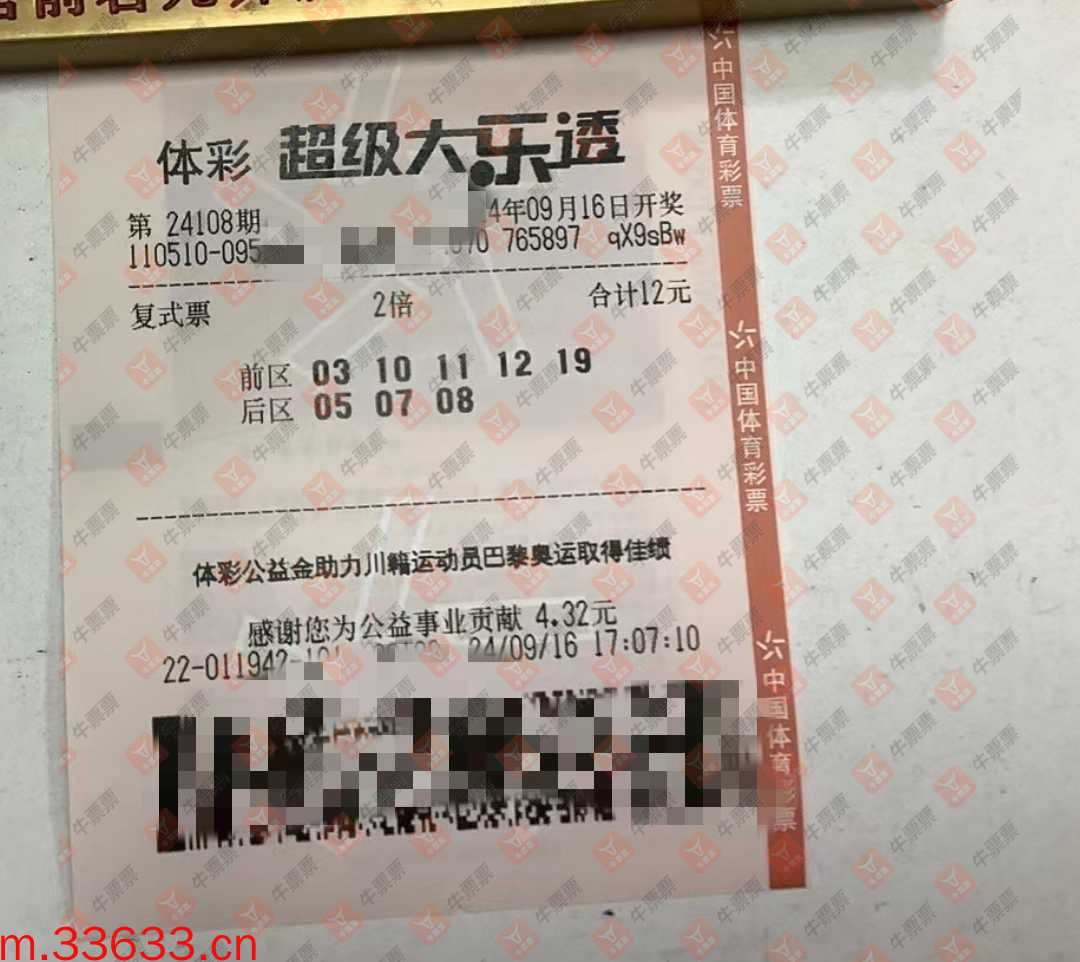 体彩 超级大乐透
第 24108期
4年09月16日开奖
110510-095
070 765897 qX9sBw
复式票 2倍 合计12元
前区 03 10 11 12 19
后区 05 07 08
体彩公益金助力川籍运动员巴黎奥运取得佳绩
感谢您为公益事业贡献 4.32元
22-011942-101 24/09/16 17:07:10
中国体育彩票
中国体育彩票
中国体育彩票
牛票票
m.33633.cn